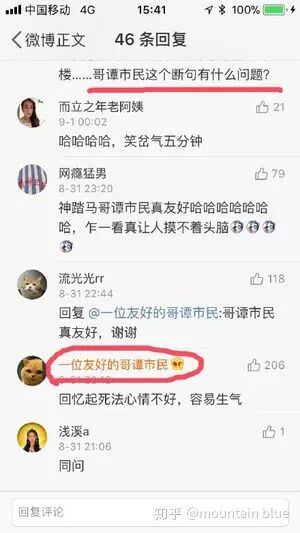 中国移动 4G 15:41 100%
微博正文 46 条回复
楼……哥谭市民这个断句有什么问题?
而立之年老阿姨 21
9-1 00:02
哈哈哈哈,笑岔气五分钟
网瘾猛男 79
8-31 23:20
神踏马哥谭市民真友好哈哈哈哈哈哈
哈,乍一看真让人摸不着头脑
流光光rr 118
8-31 22:44
回复 @一位友好的哥谭市民:哥谭市民
真友好,谢谢
一位友好的哥谭市民 206
回忆起死法心情不好,容易生气
浅溪a 1
8-31 21:06
同问
回复评论
知乎 @mountain blue